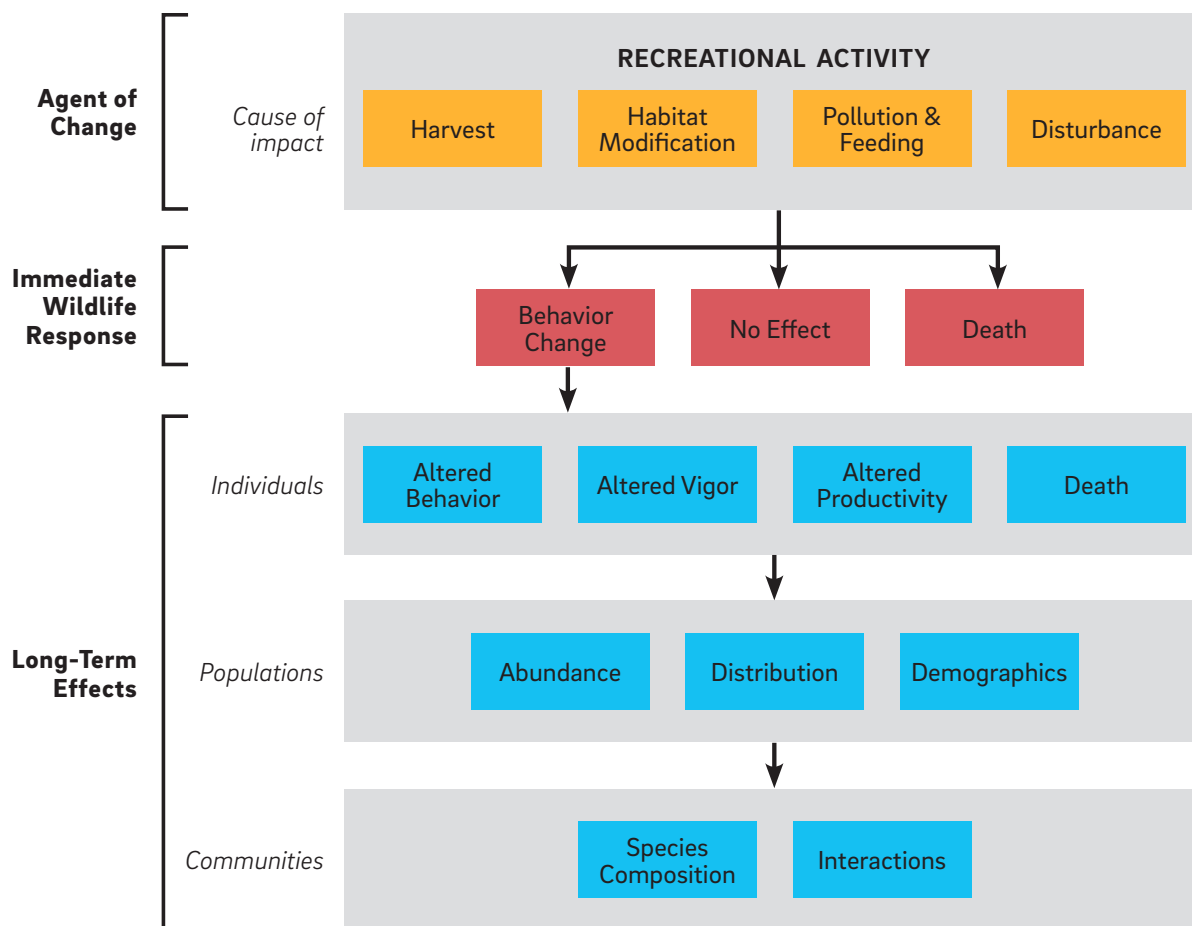 RECREATIONAL ACTIVITY
Agent of
Change
Cause of
impact
Harvest
Habitat
Modification
Pollution &
Feeding
Disturbance
Immediate
Wildlife
Response
Behavior
Change
No Effect
Death
Long-Term
Effects
Individuals
Altered
Behavior
Altered Vigor
Altered
Productivity
Death
Populations
Abundance
Distribution
Demographics
Communities
Species
Composition
Interactions